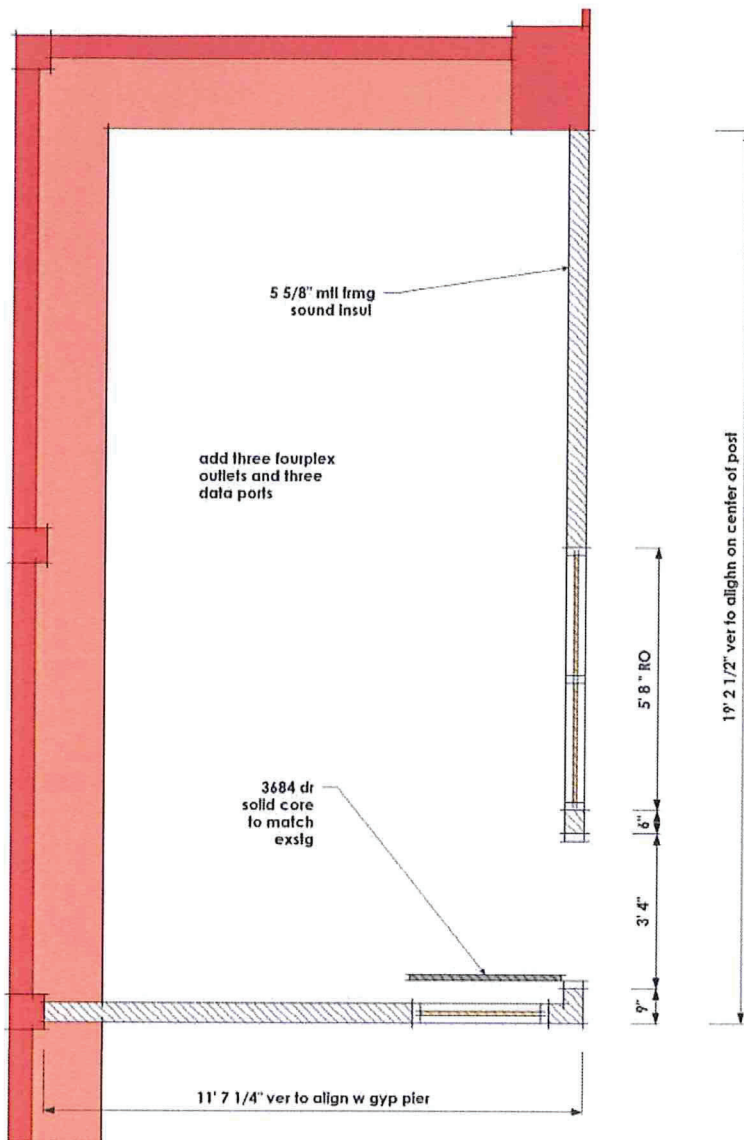 5 5/8" mtl frmg
sound insul
add three fourplex
outlets and three
data ports
5' 8 " RO
19' 2 1/2" ver to alighn on center of post
3684 dr
solid core
to match
exstg
6"
3' 4"
9"
11' 7 1/4" ver to align w gyp pier